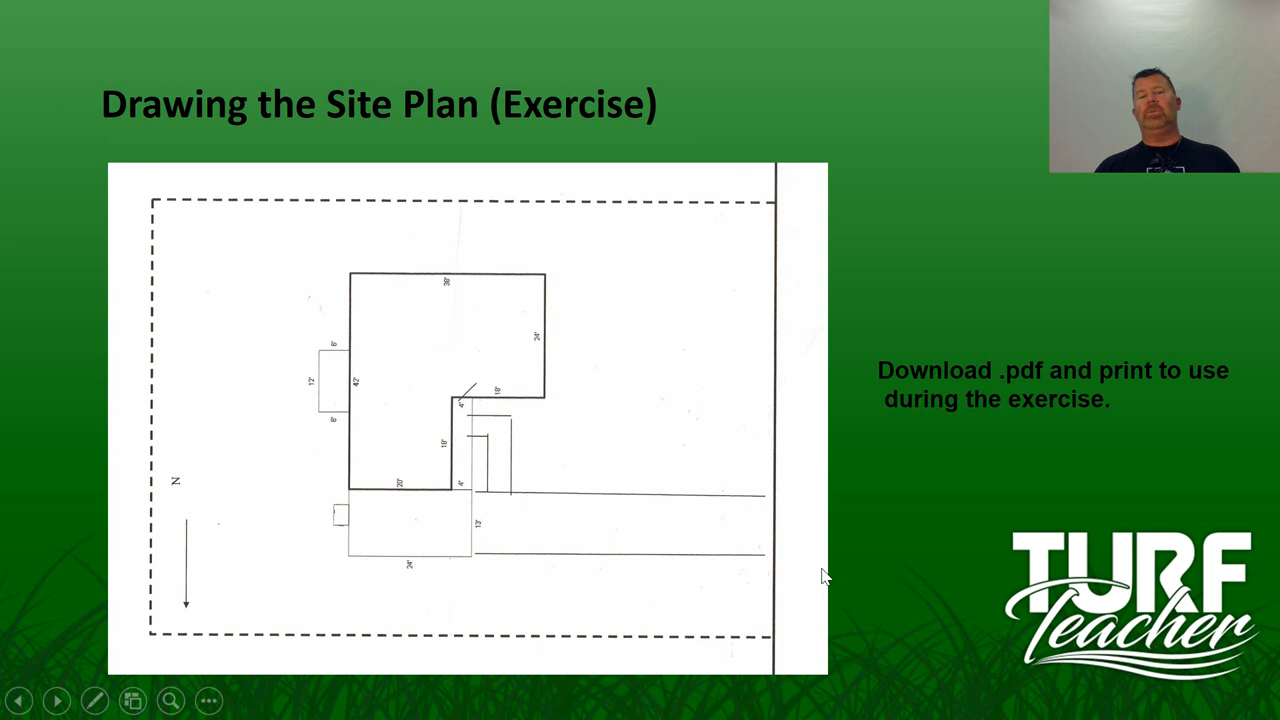 Drawing the Site Plan (Exercise)
38'
24'
6'
12'
42'
18'
4'
6'
18'
N
20'
4'
13'
24'
Download .pdf and print to use
during the exercise.
TURF
Teacher